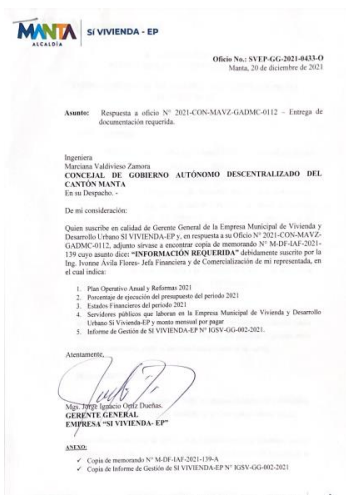 MANTA
ALCALDÍA
SÍ VIVIENDA - EP
Oficio No.: SVEP-GG-2021-0433-O
Manta, 20 de diciembre de 2021
Asunto: Respuesta a oficio N° 2021-CON-MAVZ-GADMC-0112 – Entrega de
documentación requerida.
Ingeniera
Marciana Valdivieso Zamora
CONCEJAL DE GOBIERNO AUTÓNOMO DESCENTRALIZADO DEL
CANTÓN MANTA
En su Despacho. -
De mi consideración:
Quien suscribe en calidad de Gerente General de la Empresa Municipal de Vivienda y
Desarrollo Urbano SI VIVIENDA-EP y, en respuesta a su Oficio N° 2021-CON-MAVZ-
GADMC-0112, adjunto sírvase a encontrar copia de memorando N° M-DF-IAF-2021-
139 cuyo asunto dice: “INFORMACIÓN REQUERIDA” debidamente suscrito por la
Ing. Ivonne Ávila Flores- Jefa Financiera y de Comercialización de mi representada, en
el cual indica:
1. Plan Operativo Anual y Reformas 2021
2. Porcentaje de ejecución del presupuesto del periodo 2021
3. Estados Financieros del periodo 2021
4. Servidores públicos que laboran en la Empresa Municipal de Vivienda y Desarrollo
Urbano Si Vivienda-EP y monto mensual por pagar
5. Informe de Gestión de SI VIVIENDA-EP N° IGSV-GG-002-2021.
Atentamente,
Mgs. Jorge Ignacio Ortiz Dueñas.
GERENTE GENERAL
EMPRESA “SI VIVIENDA- EP”
ANEXO:
✓ Copia de memorando N° M-DF-IAF-2021-139-A
✓ Copia de Informe de Gestión de SI VIVIENDA-EP N° IGSV-GG-002-2021